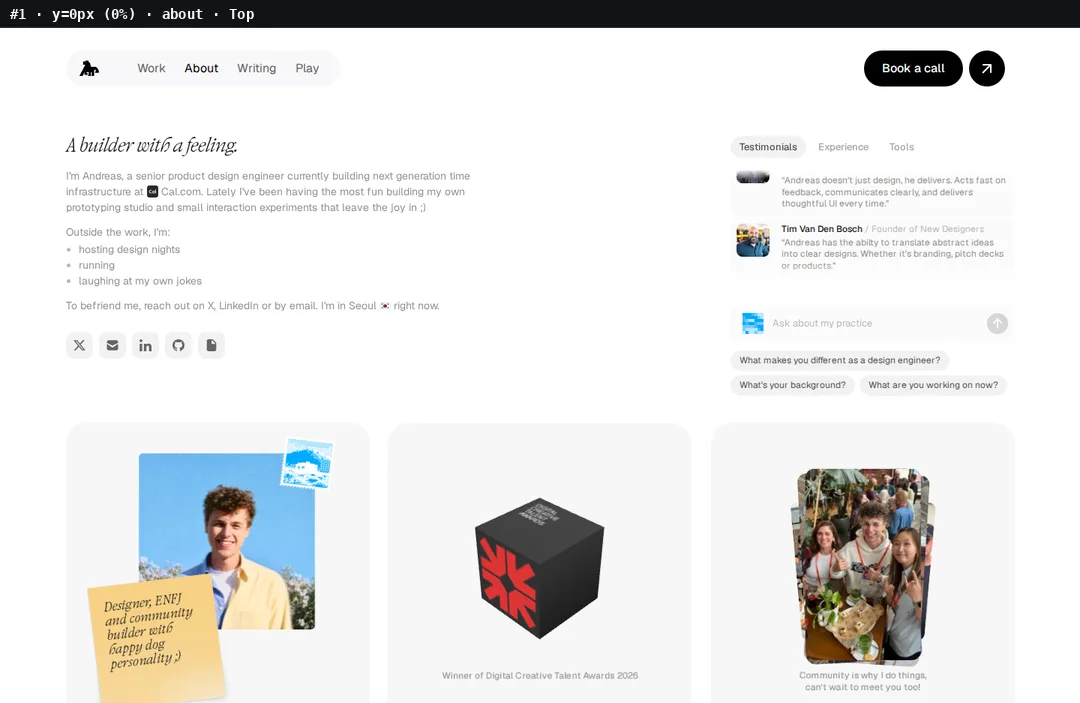 #1 · y=0px (0%) · about · Top
Work About Writing Play
Book a call
A builder with a feeling.
I'm Andreas, a senior product design engineer currently building next generation time
infrastructure at Cal Cal.com. Lately I've been having the most fun building my own
prototyping studio and small interaction experiments that leave the joy in ;)
Outside the work, I'm:
hosting design nights
running
laughing at my own jokes
To befriend me, reach out on X, LinkedIn or by email. I'm in Seoul 🇰🇷 right now.
Testimonials Experience Tools
"Andreas doesn't just design, he delivers. Acts fast on
feedback, communicates clearly, and delivers
thoughtful UI every time."
Tim Van Den Bosch / Founder of New Designers
"Andreas has the abilty to translate abstract ideas
into clear designs. Whether it's branding, pitch decks
or products."
Ask about my practice
What makes you different as a design engineer?
What's your background?
What are you working on now?
Designer, ENFJ
and community
builder with
happy dog
personality ;)
DIGITAL
CREATIVE
TALENT
AWARDS
Winner of Digital Creative Talent Awards 2026
Community is why I do things,
can't wait to meet you too!